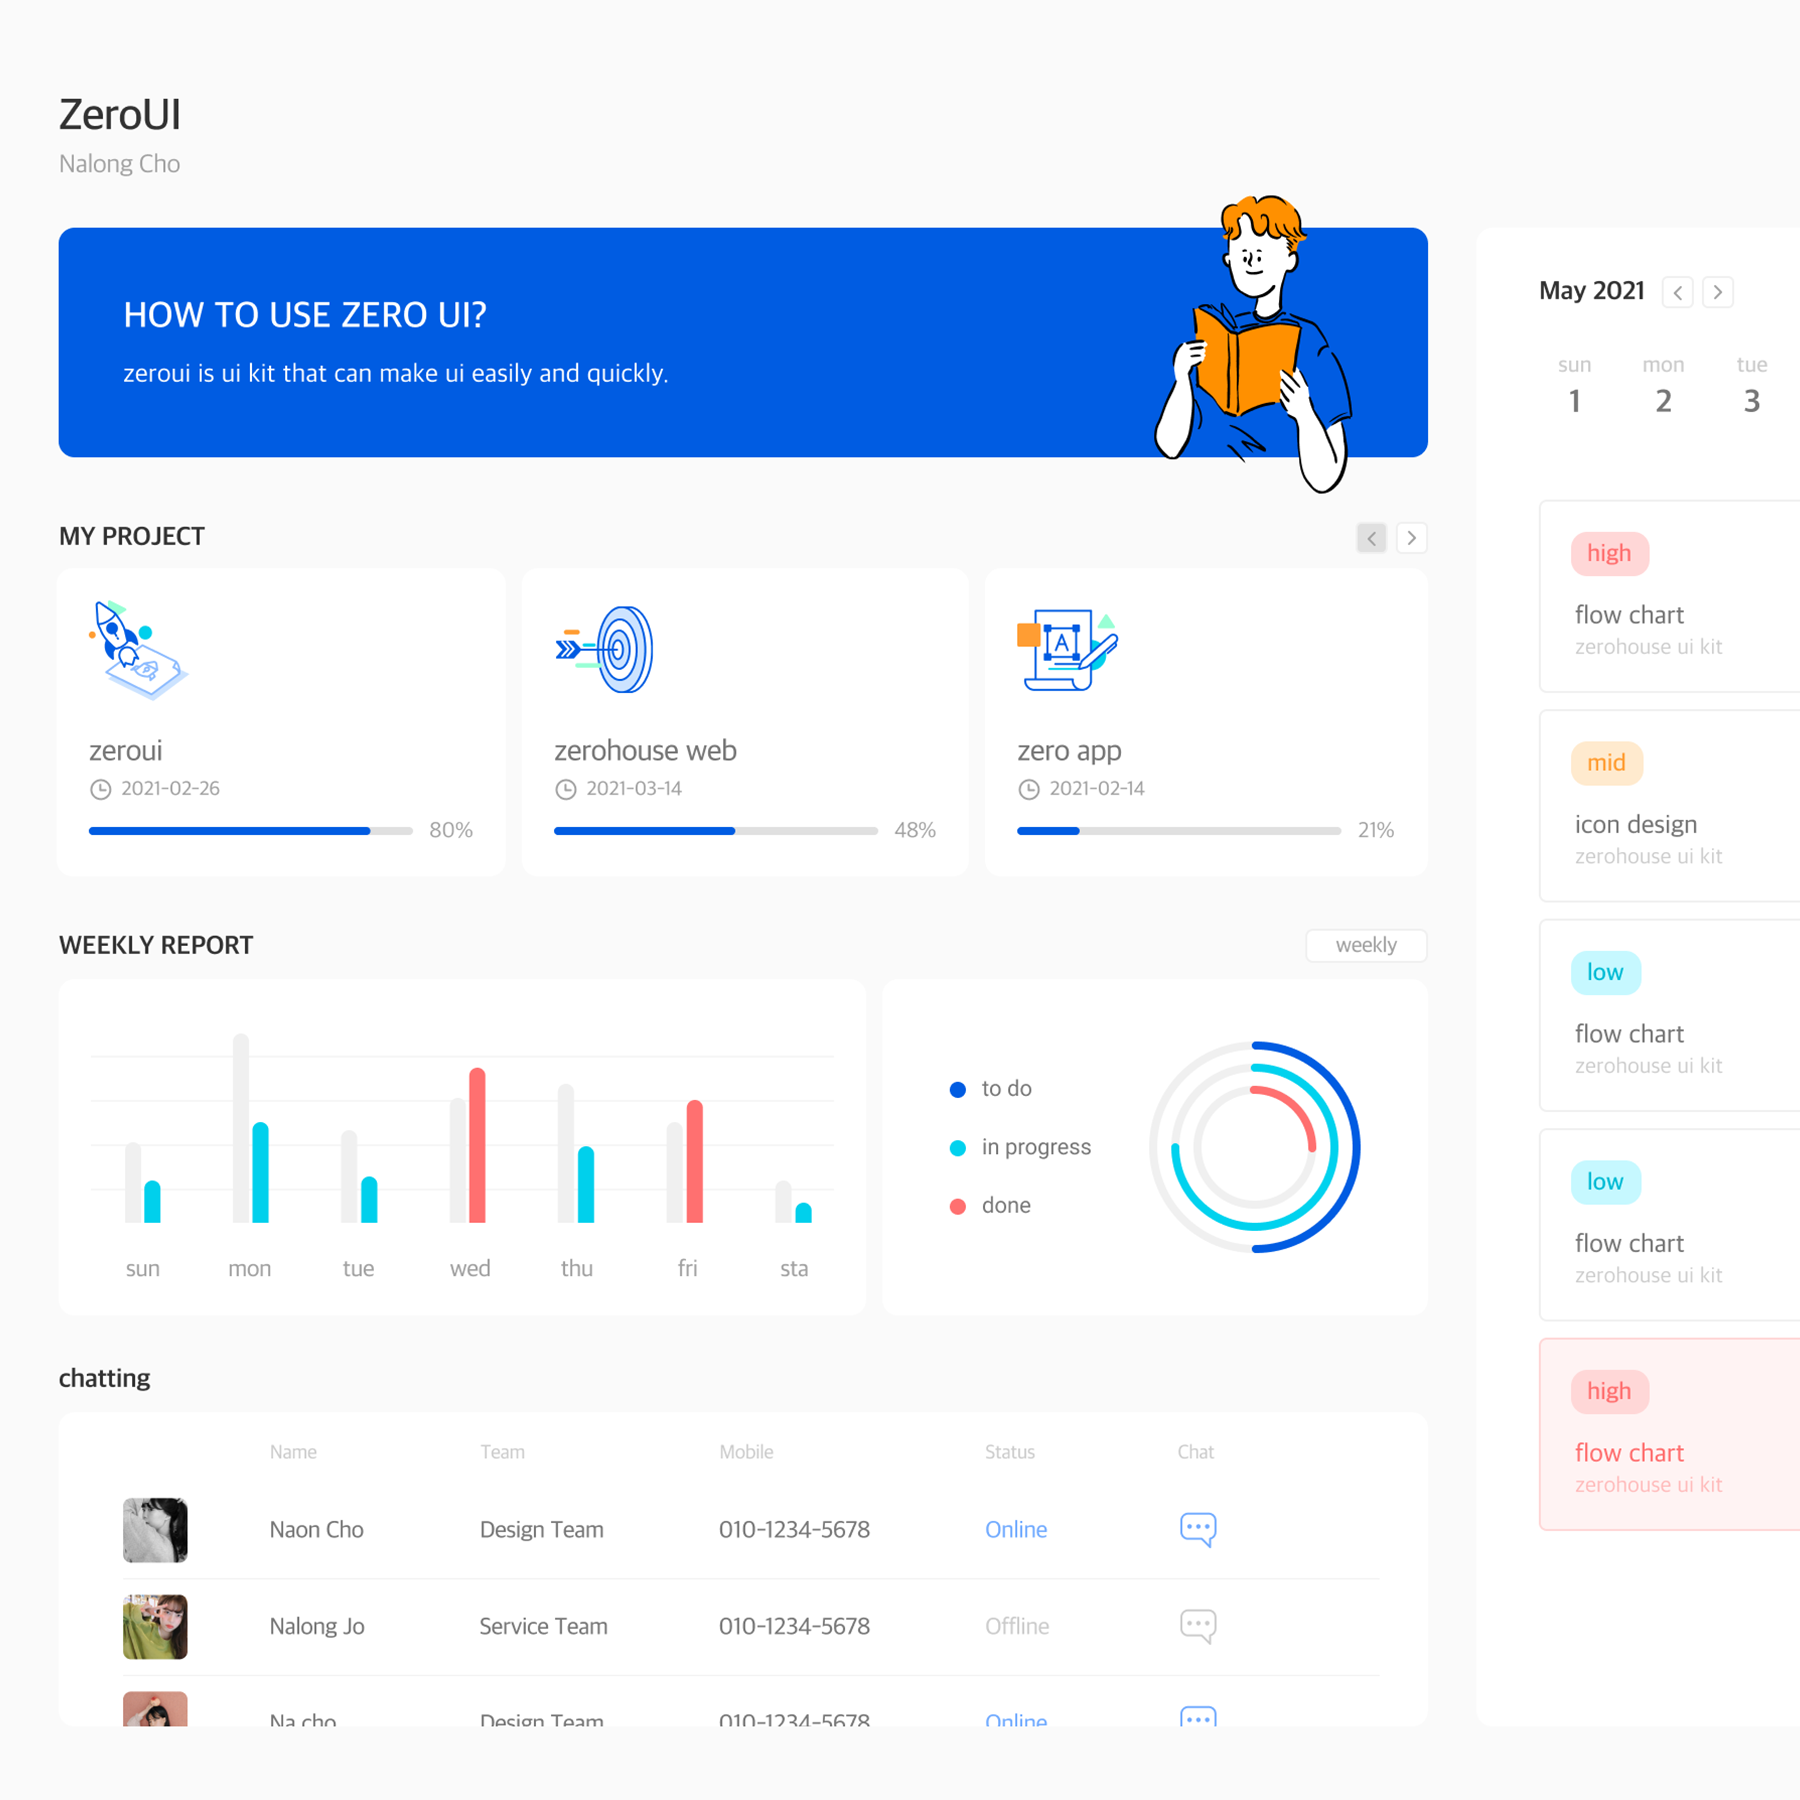 ZeroUI
Nalong Cho
HOW TO USE ZERO UI?
zeroui is ui kit that can make ui easily and quickly.
MY PROJECT
A
zeroui
2021-02-26
80%
zerohouse web
2021-03-14
48%
zero app
2021-02-14
21%
WEEKLY REPORT
weekly
sun mon tue wed thu fri sta
to do
in progress
done
chatting
Name Team Mobile Status Chat
Naon Cho Design Team 010-1234-5678 Online
Nalong Jo Service Team 010-1234-5678 Offline
Na cho Design Team 010-1234-5678 Online
May 2021
sun mon tue
1 2 3
high
flow chart
zerohouse ui kit
mid
icon design
zerohouse ui kit
low
flow chart
zerohouse ui kit
low
flow chart
zerohouse ui kit
high
flow chart
zerohouse ui kit